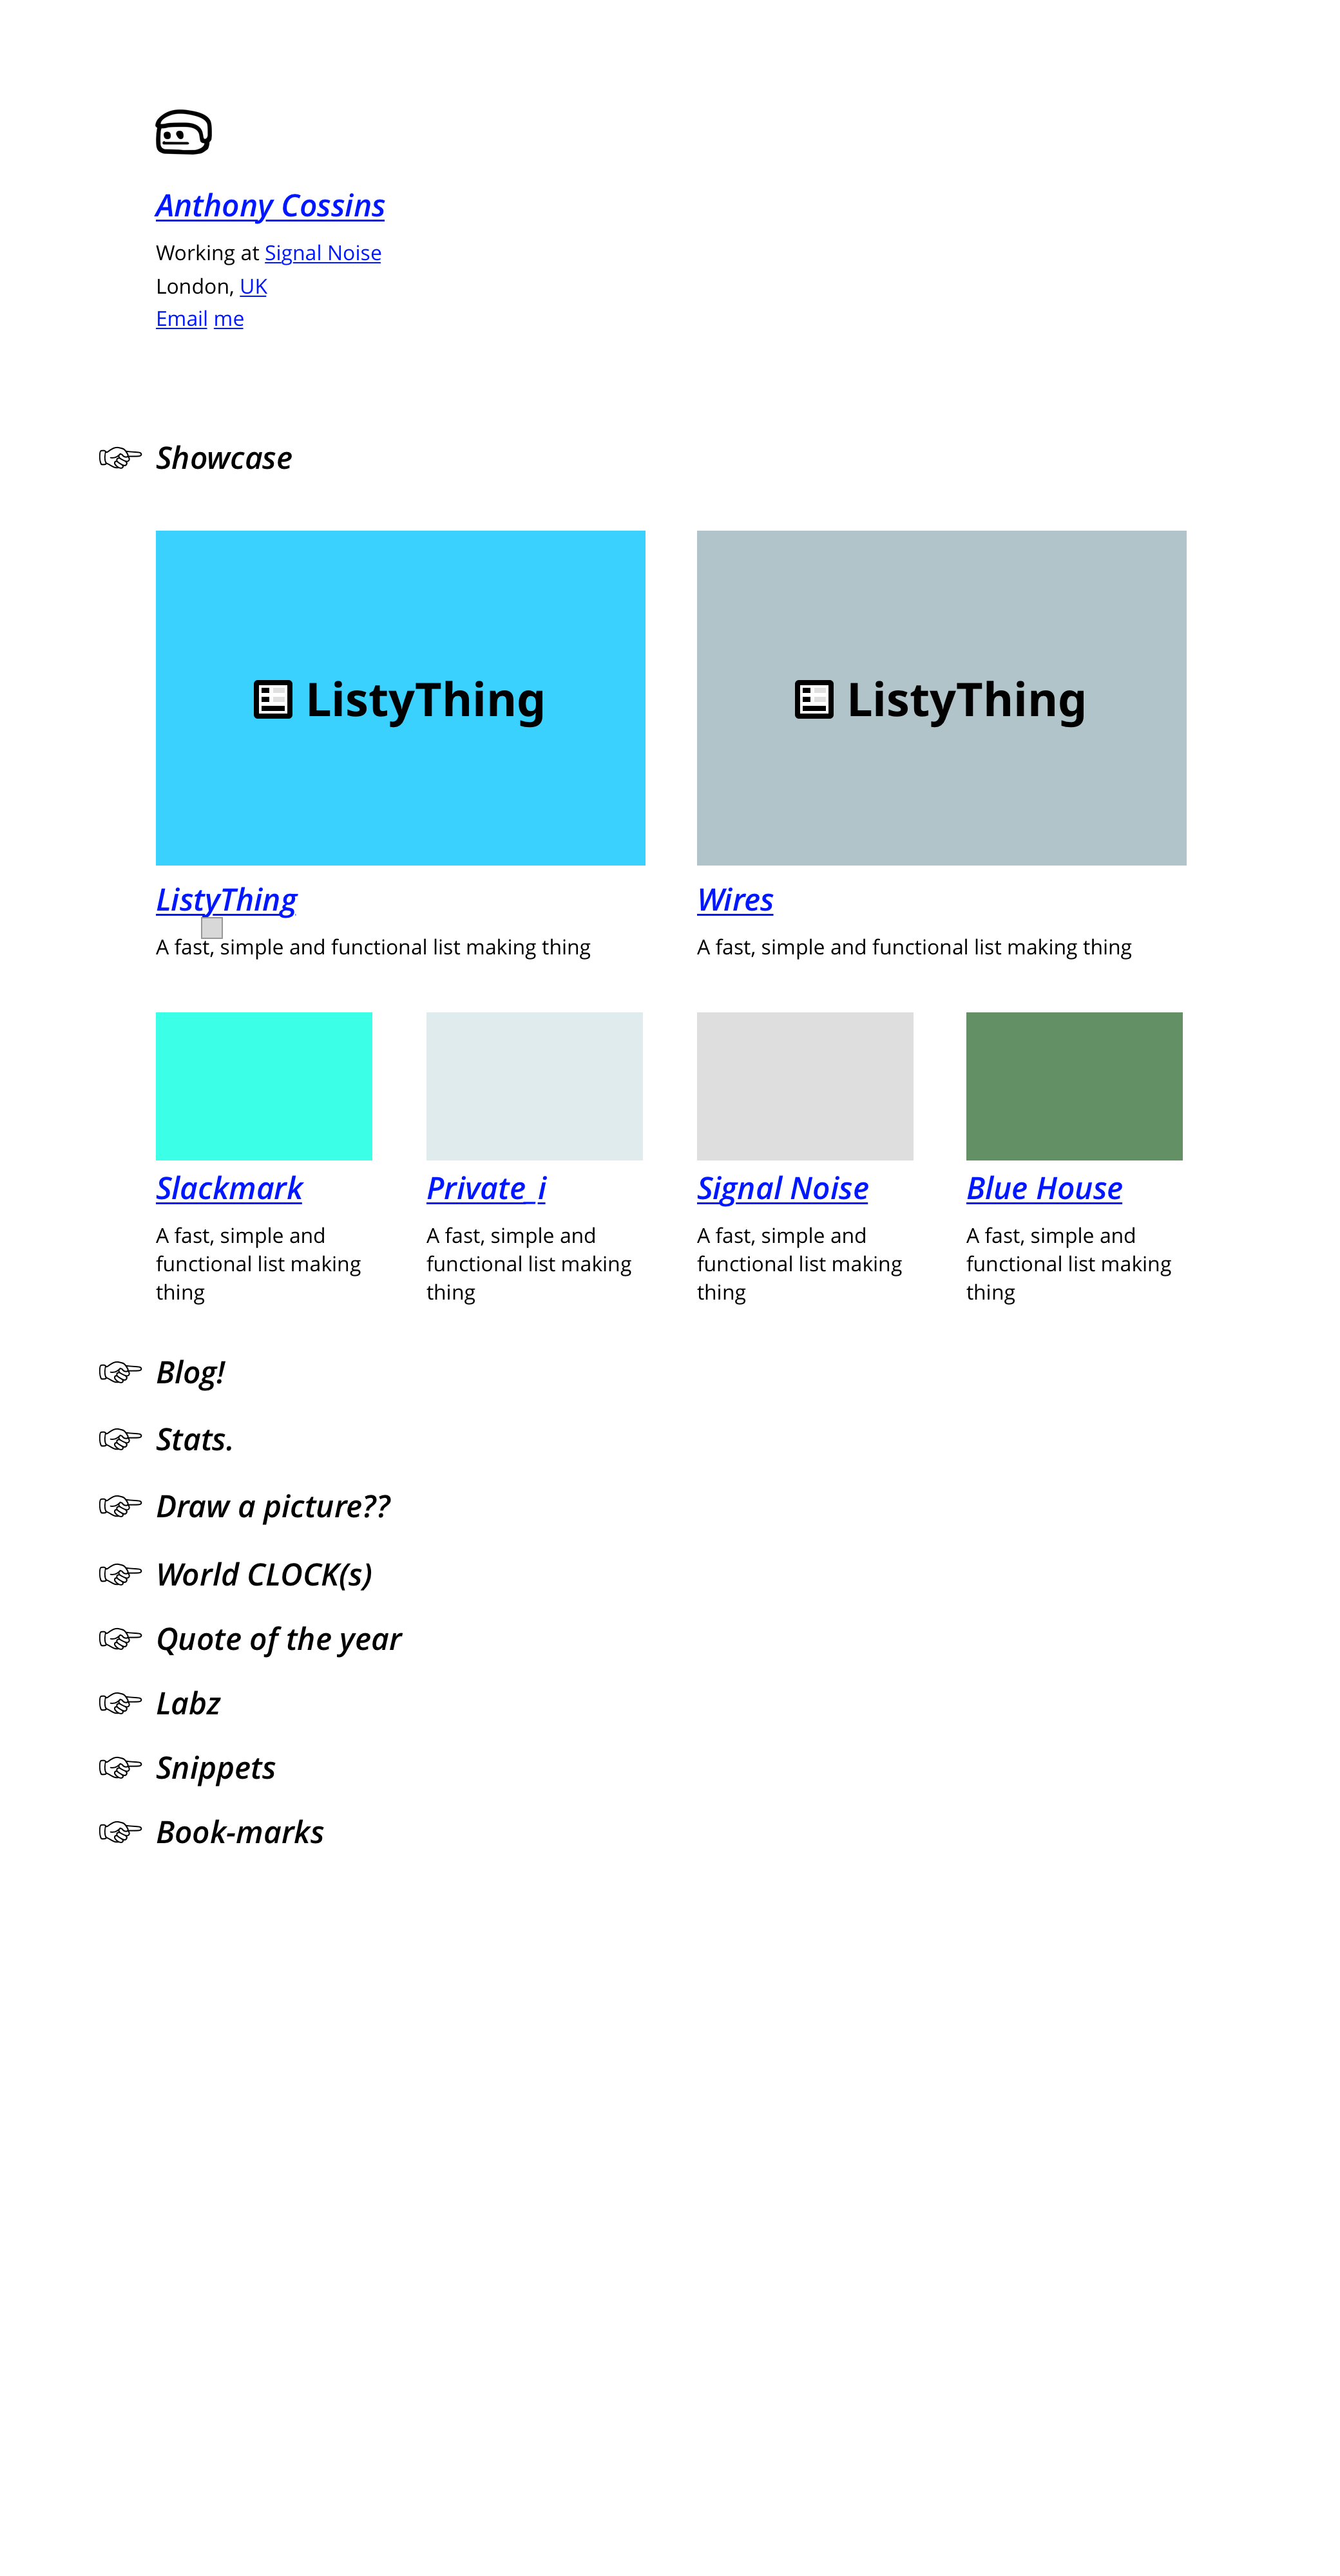 Anthony Cossins
Working at Signal Noise
London, UK
Email me
Showcase
ListyThing
ListyThing
ListyThing
A fast, simple and functional list making thing
Wires
A fast, simple and functional list making thing
Slackmark
A fast, simple and
functional list making
thing
Private_i
A fast, simple and
functional list making
thing
Signal Noise
A fast, simple and
functional list making
thing
Blue House
A fast, simple and
functional list making
thing
Blog!
Stats.
Draw a picture??
World CLOCK(s)
Quote of the year
Labz
Snippets
Book-marks